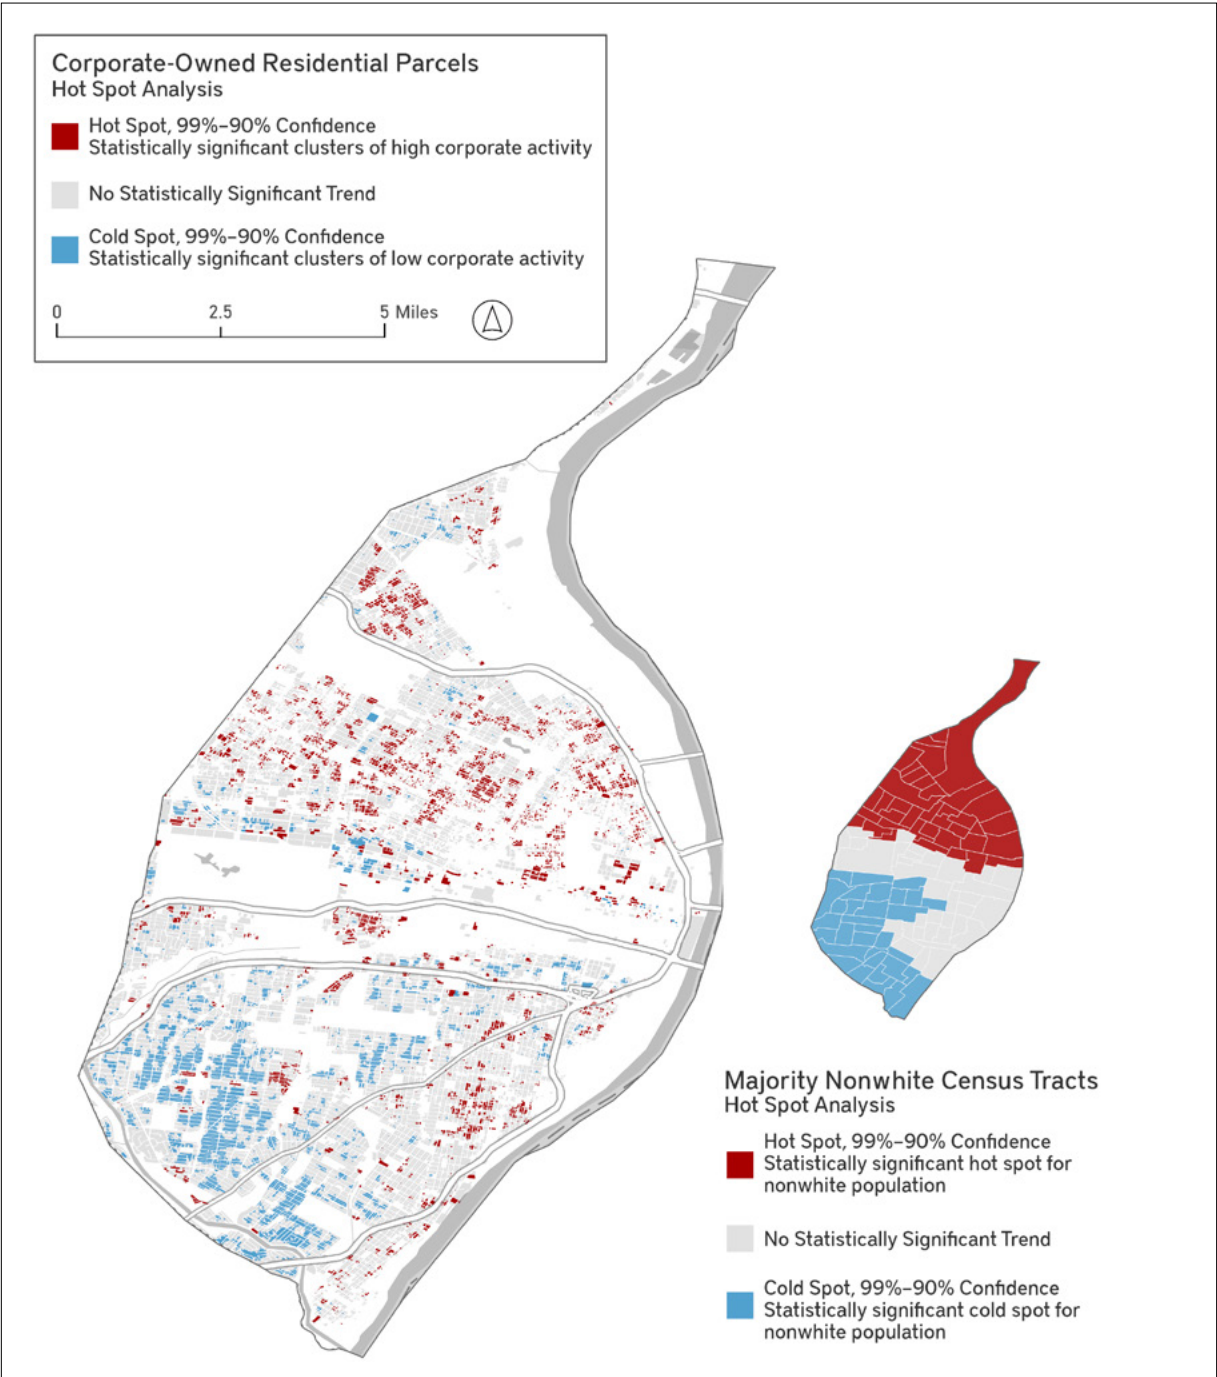 Corporate-Owned Residential Parcels
Hot Spot Analysis
Hot Spot, 99%–90% Confidence
Statistically significant clusters of high corporate activity
No Statistically Significant Trend
Cold Spot, 99%–90% Confidence
Statistically significant clusters of low corporate activity
0 2.5 5 Miles
Majority Nonwhite Census Tracts
Hot Spot Analysis
Hot Spot, 99%–90% Confidence
Statistically significant hot spot for
nonwhite population
No Statistically Significant Trend
Cold Spot, 99%–90% Confidence
Statistically significant cold spot for
nonwhite population